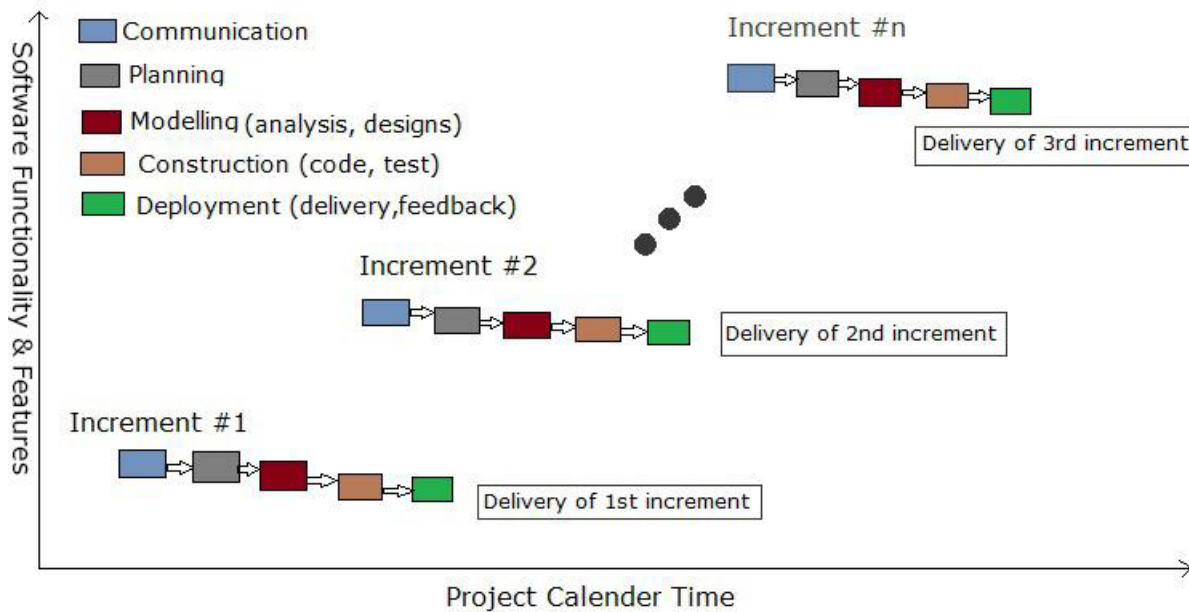 Software Functionality & Features
Communication
Planning
Modelling (analysis, designs)
Construction (code, test)
Deployment (delivery,feedback)
Increment #n
Delivery of 3rd increment
Increment #2
Delivery of 2nd increment
Increment #1
Delivery of 1st increment
Project Calender Time